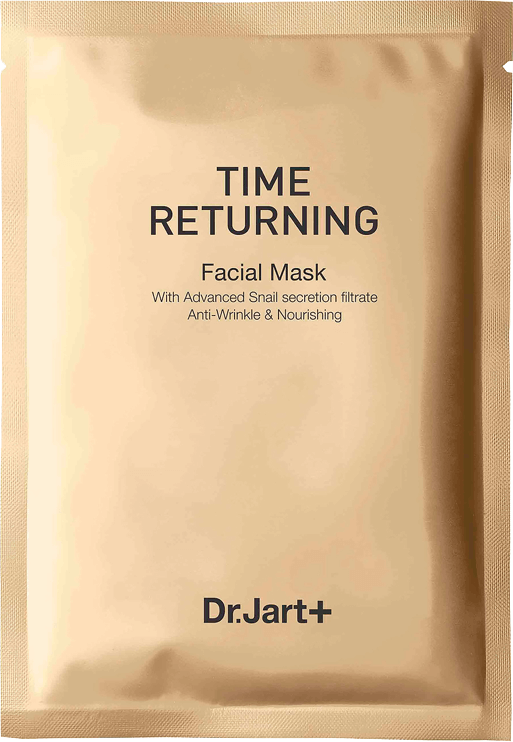 TIME
RETURNING
Facial Mask
With Advanced Snail secretion filtrate
Anti-Wrinkle & Nourishing
Dr.Jart+